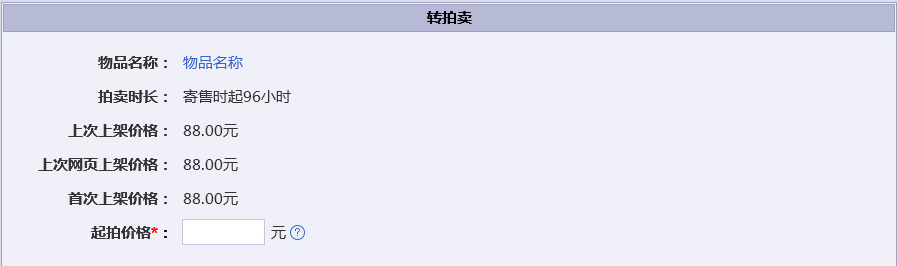 转拍卖
物品名称： 物品名称
拍卖时长： 寄售时起96小时
上次上架价格： 88.00元
上次网页上架价格： 88.00元
首次上架价格： 88.00元
起拍价格*： 元 ?